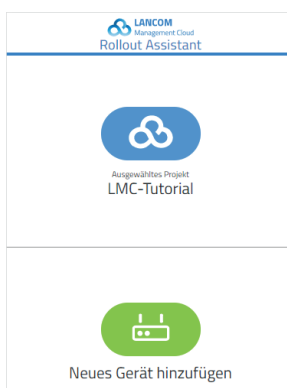 LANCOM
Management Cloud
Rollout Assistant
Ausgewähltes Projekt
LMC-Tutorial
Neues Gerät hinzufügen